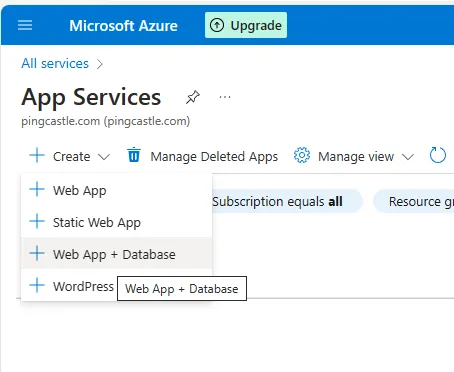 Microsoft Azure Upgrade
All services
App Services
pingcastle.com (pingcastle.com)
Create Manage Deleted Apps Manage view
Web App
Subscription equals all Resource gr
Static Web App
Web App + Database
WordPress
Web App + Database